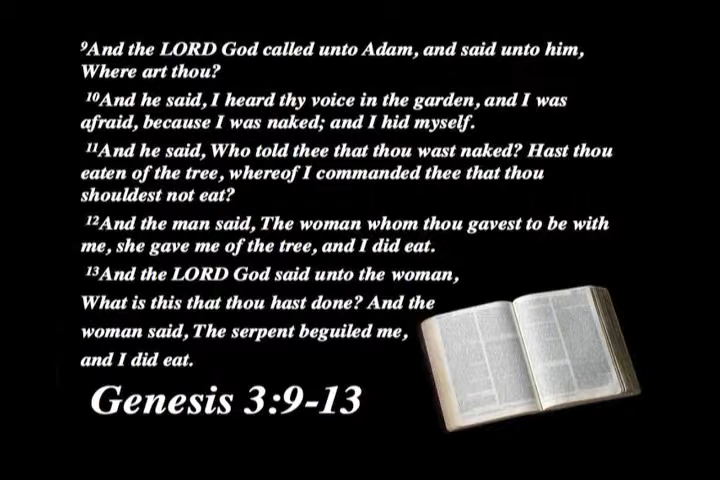 ⁹And the LORD God called unto Adam, and said unto him,
Where art thou?
¹⁰And he said, I heard thy voice in the garden, and I was
afraid, because I was naked; and I hid myself.
¹¹And he said, Who told thee that thou wast naked? Hast thou
eaten of the tree, whereof I commanded thee that thou
shouldest not eat?
¹²And the man said, The woman whom thou gavest to be with
me, she gave me of the tree, and I did eat.
¹³And the LORD God said unto the woman,
What is this that thou hast done? And the
woman said, The serpent beguiled me,
and I did eat.
Genesis 3:9-13